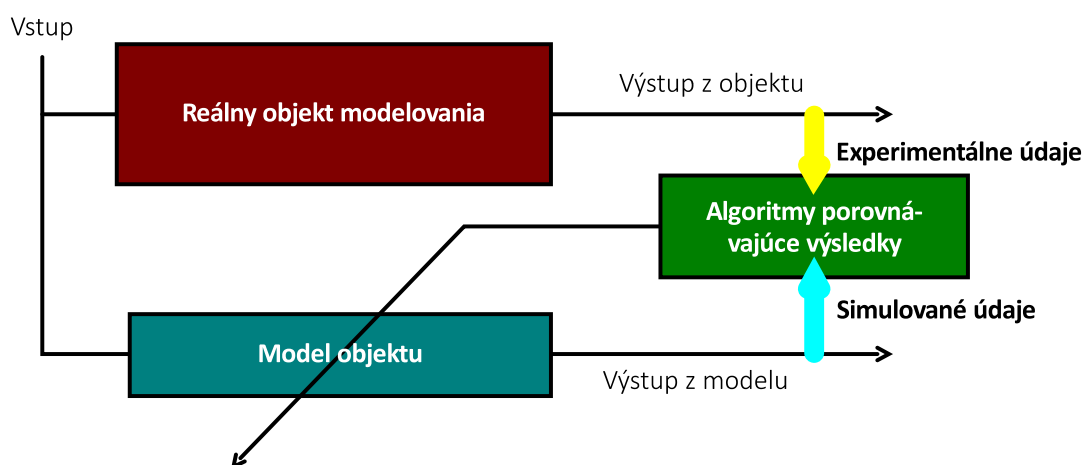 Vstup
Výstup z objektu
Reálny objekt modelovania
Experimentálne údaje
Algoritmy porovná-
vajúce výsledky
Simulované údaje
Model objektu
Výstup z modelu